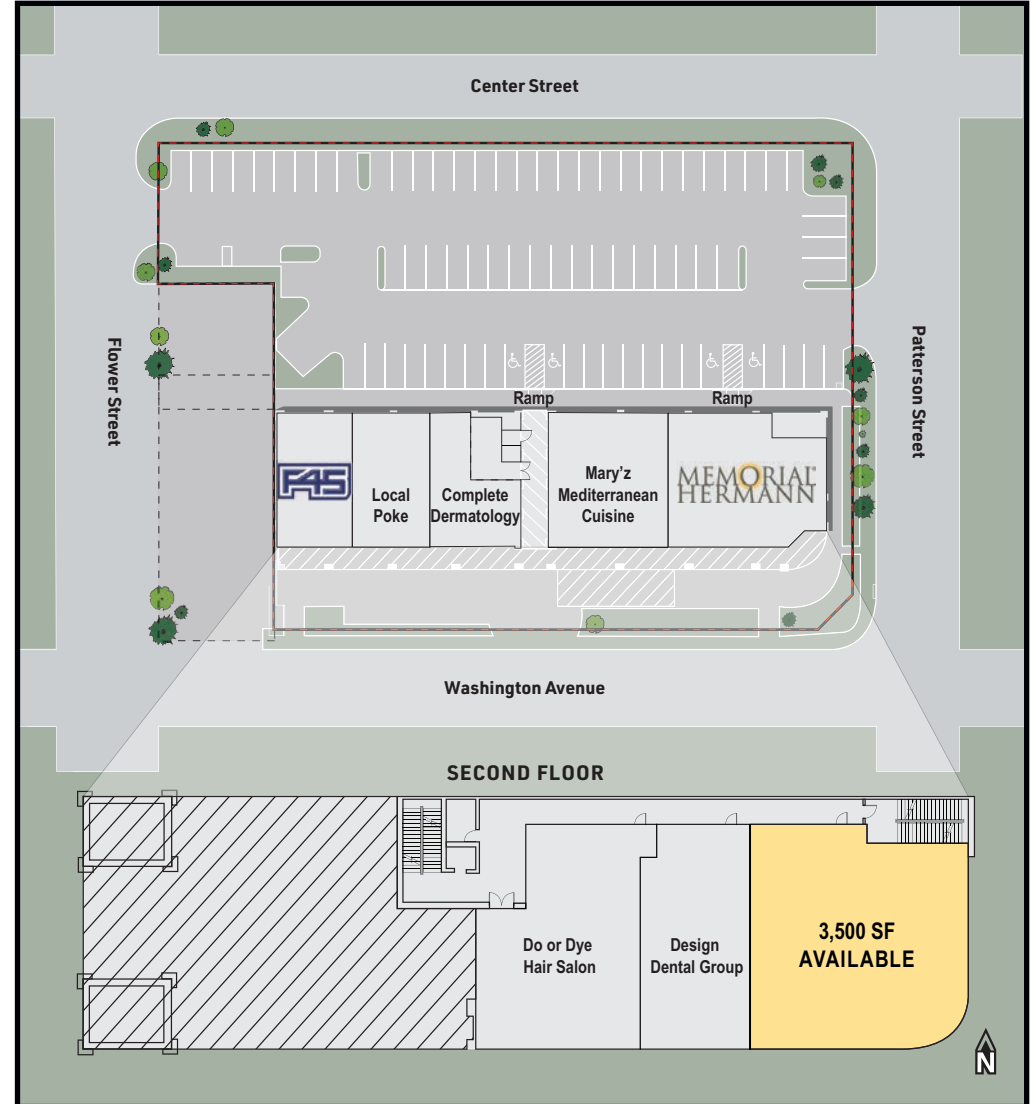 Center Street
Flower Street
Patterson Street
Ramp
Ramp
F45
Local
Poke
Complete
Dermatology
Mary’z
Mediterranean
Cuisine
MEMORIAL
HERMANN
Washington Avenue
SECOND FLOOR
Do or Dye
Hair Salon
Design
Dental Group
3,500 SF
AVAILABLE
N